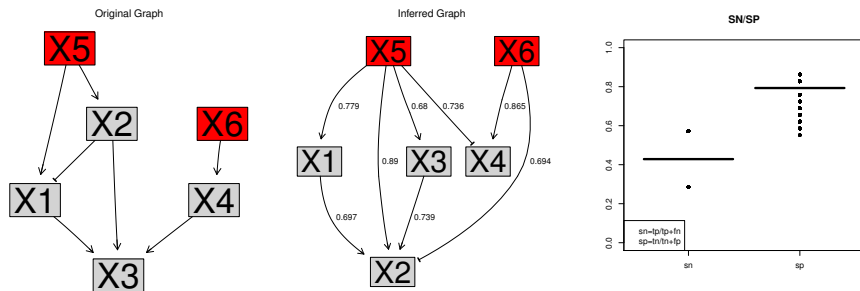 Original Graph
X5
X2
X6
X1
X4
X3
Inferred Graph
X5
X6
0.779
0.68
0.736
0.865
X1
0.89
X3
X4
0.694
0.697
0.739
X2
SN/SP
1.0
0.8
0.6
0.4
0.2
0.0
sn=tp/tp+fn
sp=tn/tn+fp
sn
sp